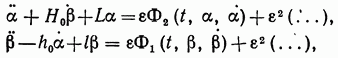 α̈ + H₀β̇ + Lα = εΦ₂ (t, α, α̇) + ε² (. . .),
β̈ — h₀α̇ + lβ = εΦ₁ (t, β, β̇) + ε² (. . .),